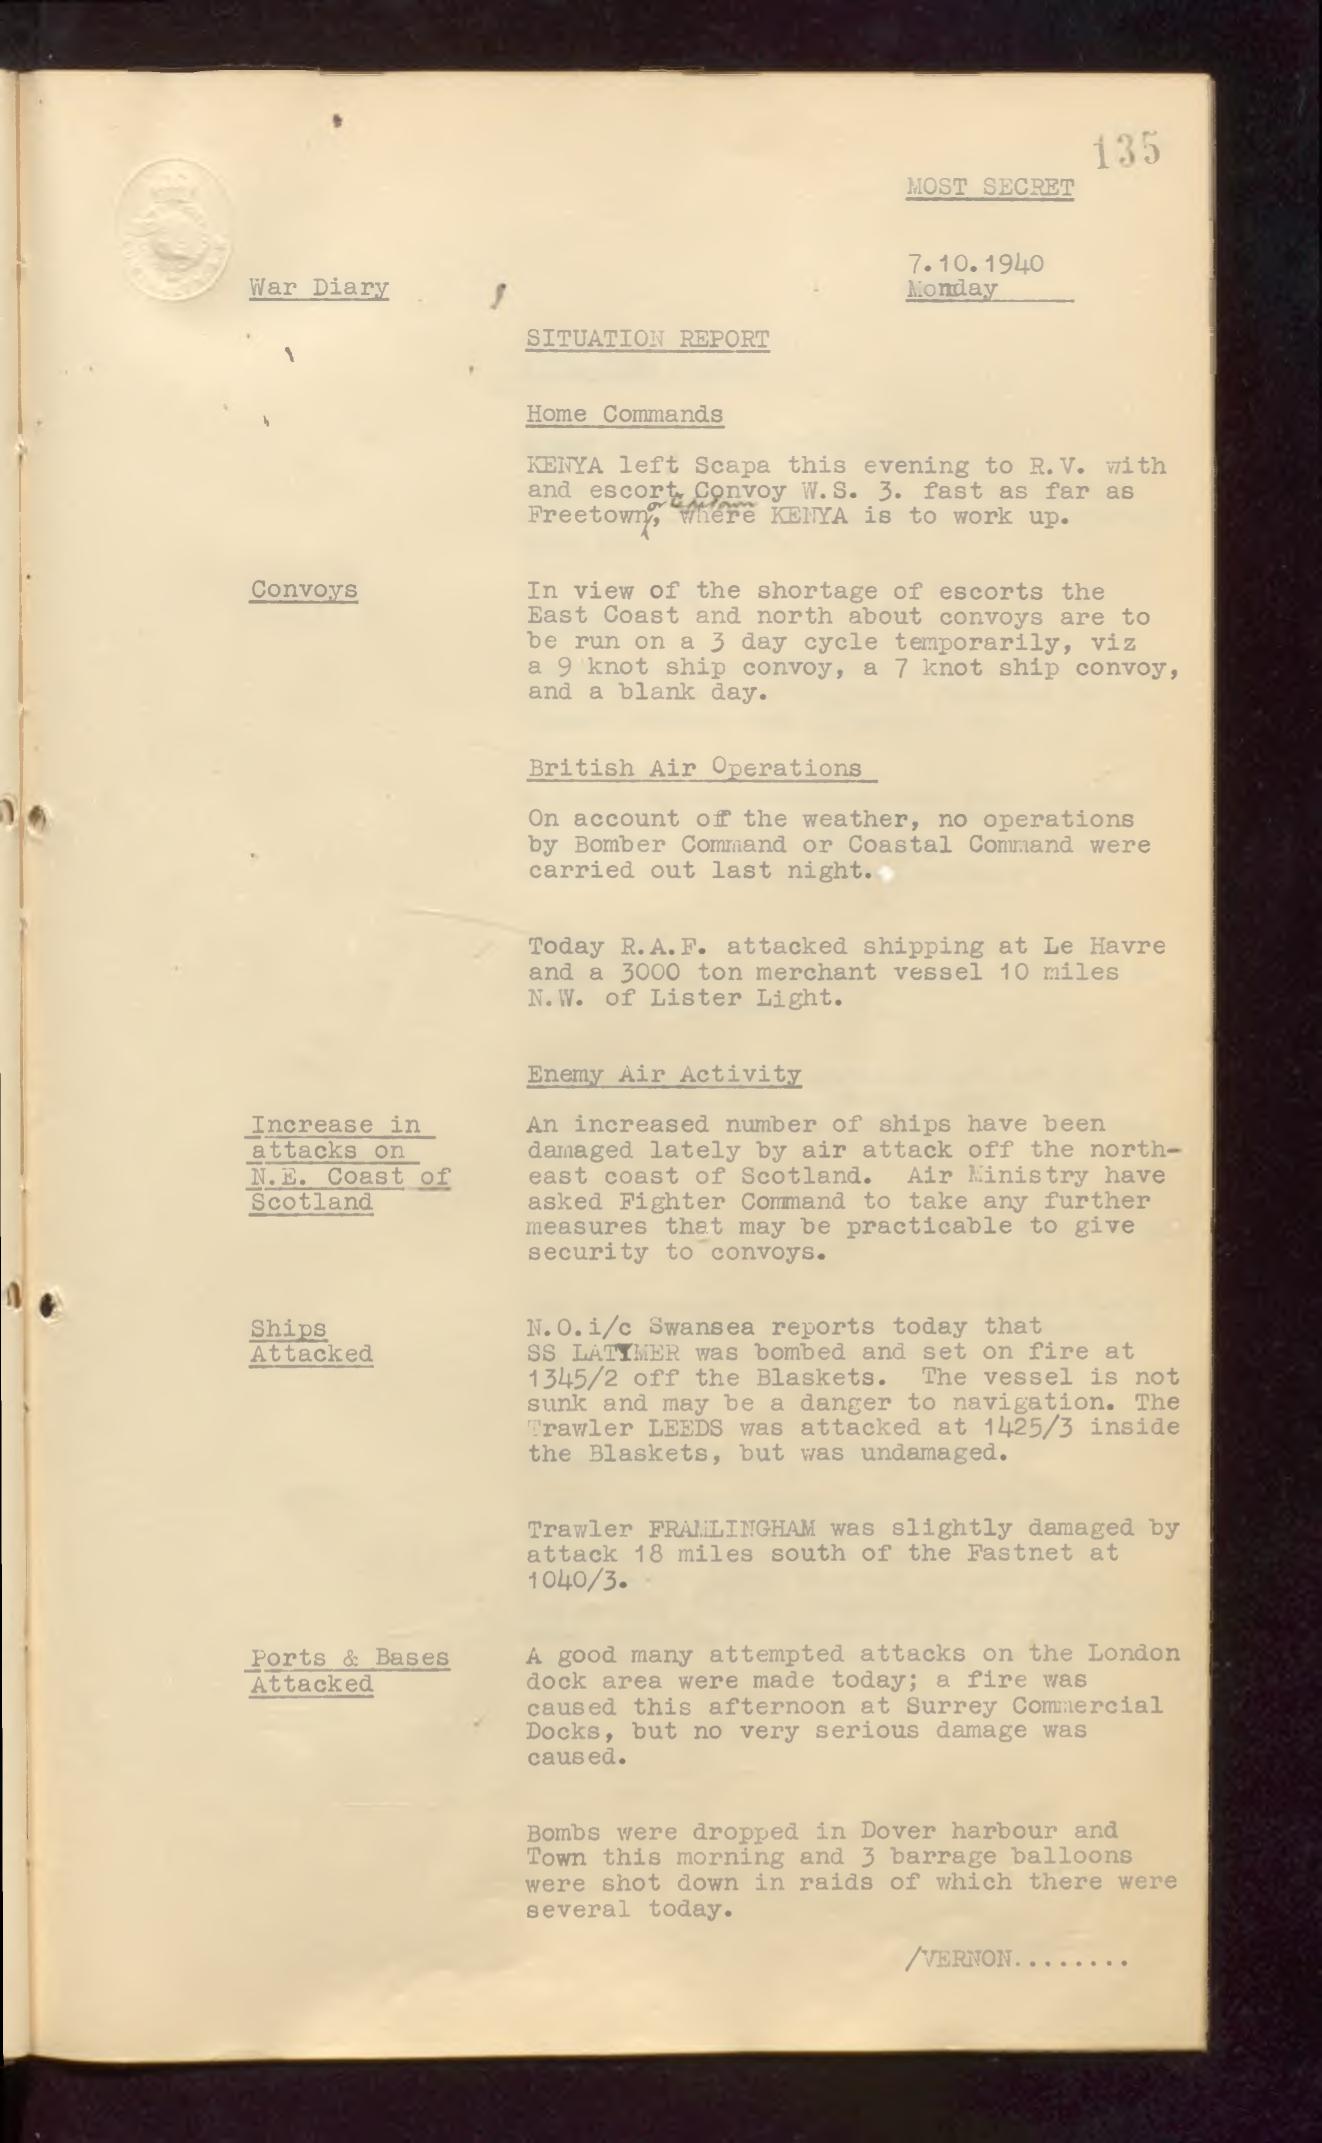 135
MOST SECRET
7.10.1940
War Diary
Monday
SITUATION REPORT
Home Commands
KENYA left Scapa this evening to R.V. with
and escort Convoy W.S. 3. fast as far as
or Capetown
Freetown, where KENYA is to work up.
Convoys
In view of the shortage of escorts the
East Coast and north about convoys are to
be run on a 3 day cycle temporarily, viz
a 9 knot ship convoy, a 7 knot ship convoy,
and a blank day.
British Air Operations
On account of the weather, no operations
by Bomber Command or Coastal Command were
carried out last night.
Today R.A.F. attacked shipping at Le Havre
and a 3000 ton merchant vessel 10 miles
N.W. of Lister Light.
Enemy Air Activity
Increase in
attacks on
N.E. Coast of
Scotland
An increased number of ships have been
damaged lately by air attack off the north-
east coast of Scotland. Air Ministry have
asked Fighter Command to take any further
measures that may be practicable to give
security to convoys.
Ships
Attacked
N.O.i/c Swansea reports today that
SS LATYMER was bombed and set on fire at
1345/2 off the Blaskets. The vessel is not
sunk and may be a danger to navigation. The
Trawler LEEDS was attacked at 1425/3 inside
the Blaskets, but was undamaged.
Trawler FRAMLINGHAM was slightly damaged by
attack 18 miles south of the Fastnet at
1040/3.
Ports & Bases
Attacked
A good many attempted attacks on the London
dock area were made today; a fire was
caused this afternoon at Surrey Commercial
Docks, but no very serious damage was
caused.
Bombs were dropped in Dover harbour and
Town this morning and 3 barrage balloons
were shot down in raids of which there were
several today.
/VERNON........